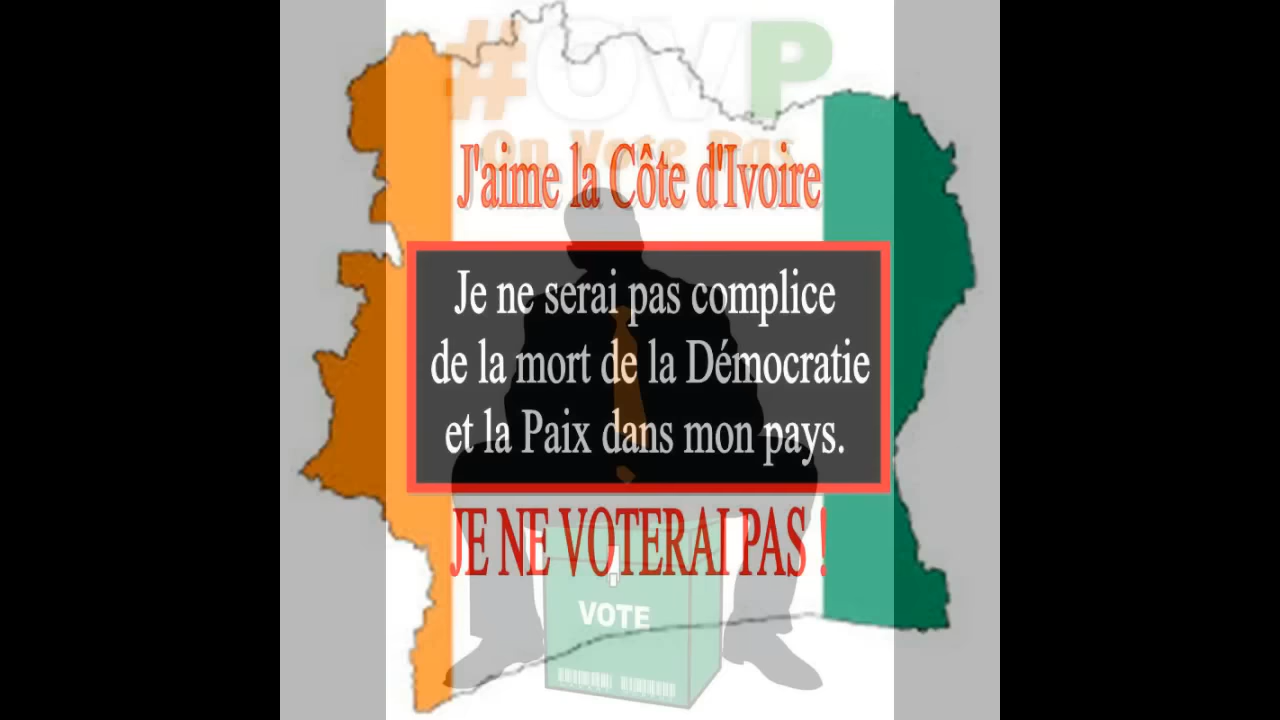 #OVP
On Vote Pas
J'aime la Côte d'Ivoire
Je ne serai pas complice
de la mort de la Démocratie
et la Paix dans mon pays.
JE NE VOTERAI PAS !
VOTE